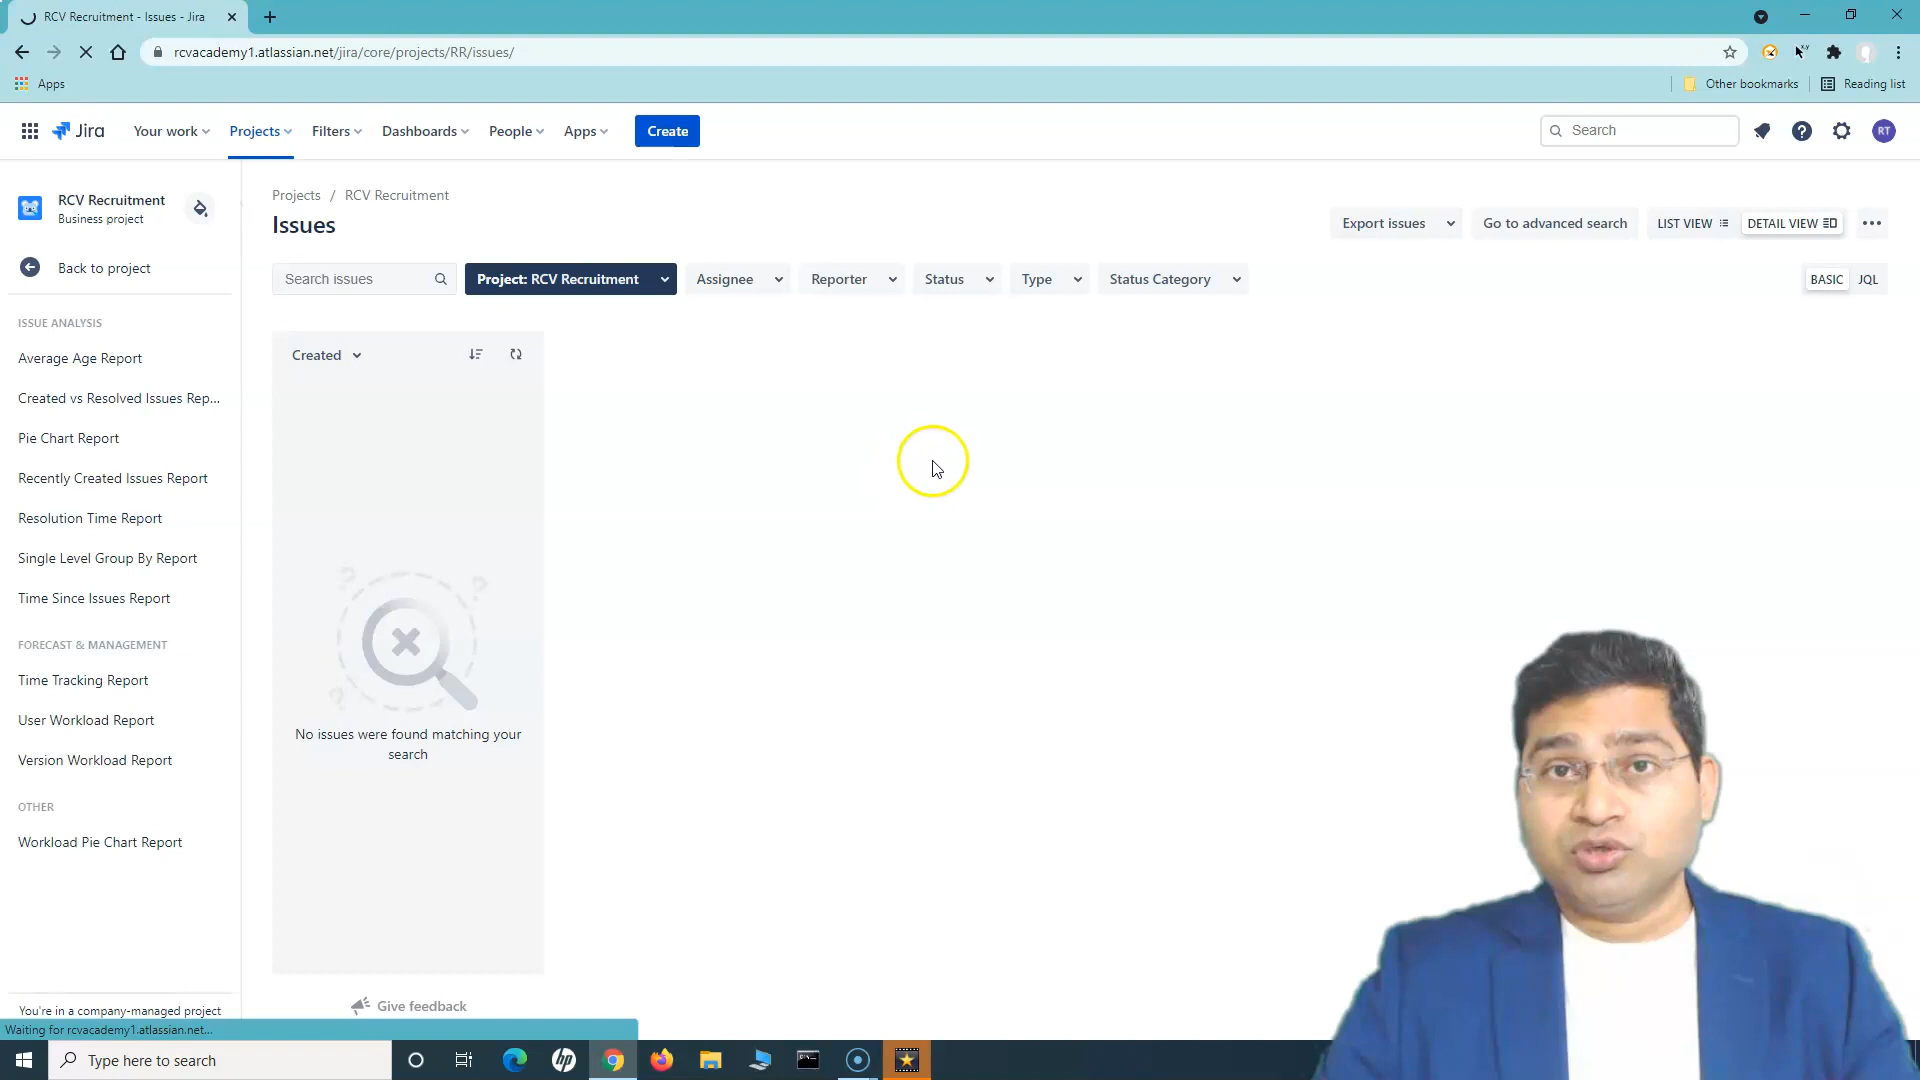 RCV Recruitment - Issues - Jira
rcvacademy1.atlassian.net/jira/core/projects/RR/issues/
Apps
Other bookmarks
Reading list
Jira
Your work
Projects
Filters
Dashboards
People
Apps
Create
Search
RT
RCV Recruitment
Business project
Back to project
ISSUE ANALYSIS
Average Age Report
Created vs Resolved Issues Rep...
Pie Chart Report
Recently Created Issues Report
Resolution Time Report
Single Level Group By Report
Time Since Issues Report
FORECAST & MANAGEMENT
Time Tracking Report
User Workload Report
Version Workload Report
OTHER
Workload Pie Chart Report
You're in a company-managed project
Projects / RCV Recruitment
Issues
Export issues
Go to advanced search
LIST VIEW
DETAIL VIEW
Search issues
Project: RCV Recruitment
Assignee
Reporter
Status
Type
Status Category
BASIC
JQL
Created
No issues were found matching your
search
Give feedback
Waiting for rcvacademy1.atlassian.net...
Type here to search